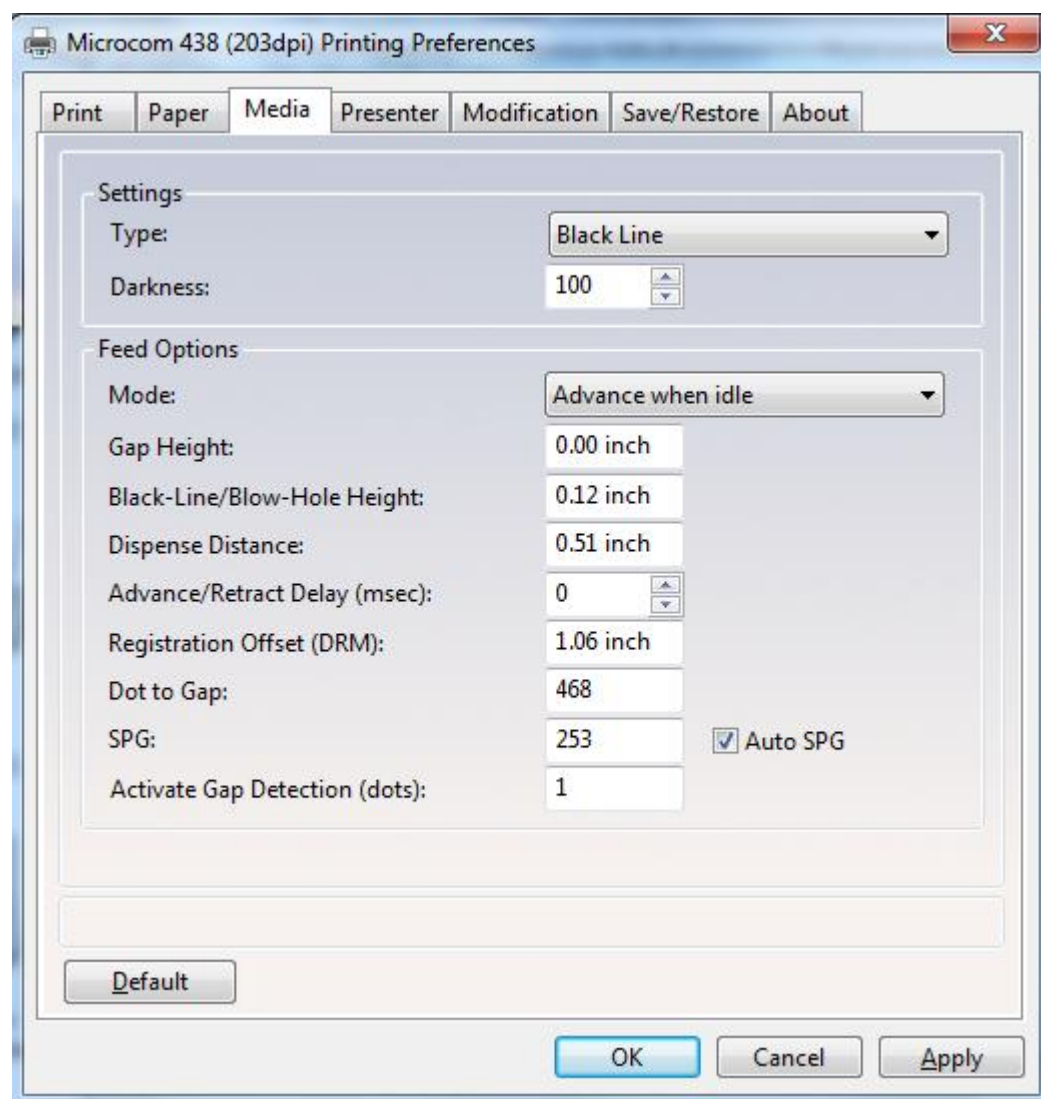 Microcom 438 (203dpi) Printing Preferences
Print Paper Media Presenter Modification Save/Restore About
Settings
Type: Black Line
Darkness: 100
Feed Options
Mode: Advance when idle
Gap Height: 0.00 inch
Black-Line/Blow-Hole Height: 0.12 inch
Dispense Distance: 0.51 inch
Advance/Retract Delay (msec): 0
Registration Offset (DRM): 1.06 inch
Dot to Gap: 468
SPG: 253 Auto SPG
Activate Gap Detection (dots): 1
Default
OK Cancel Apply